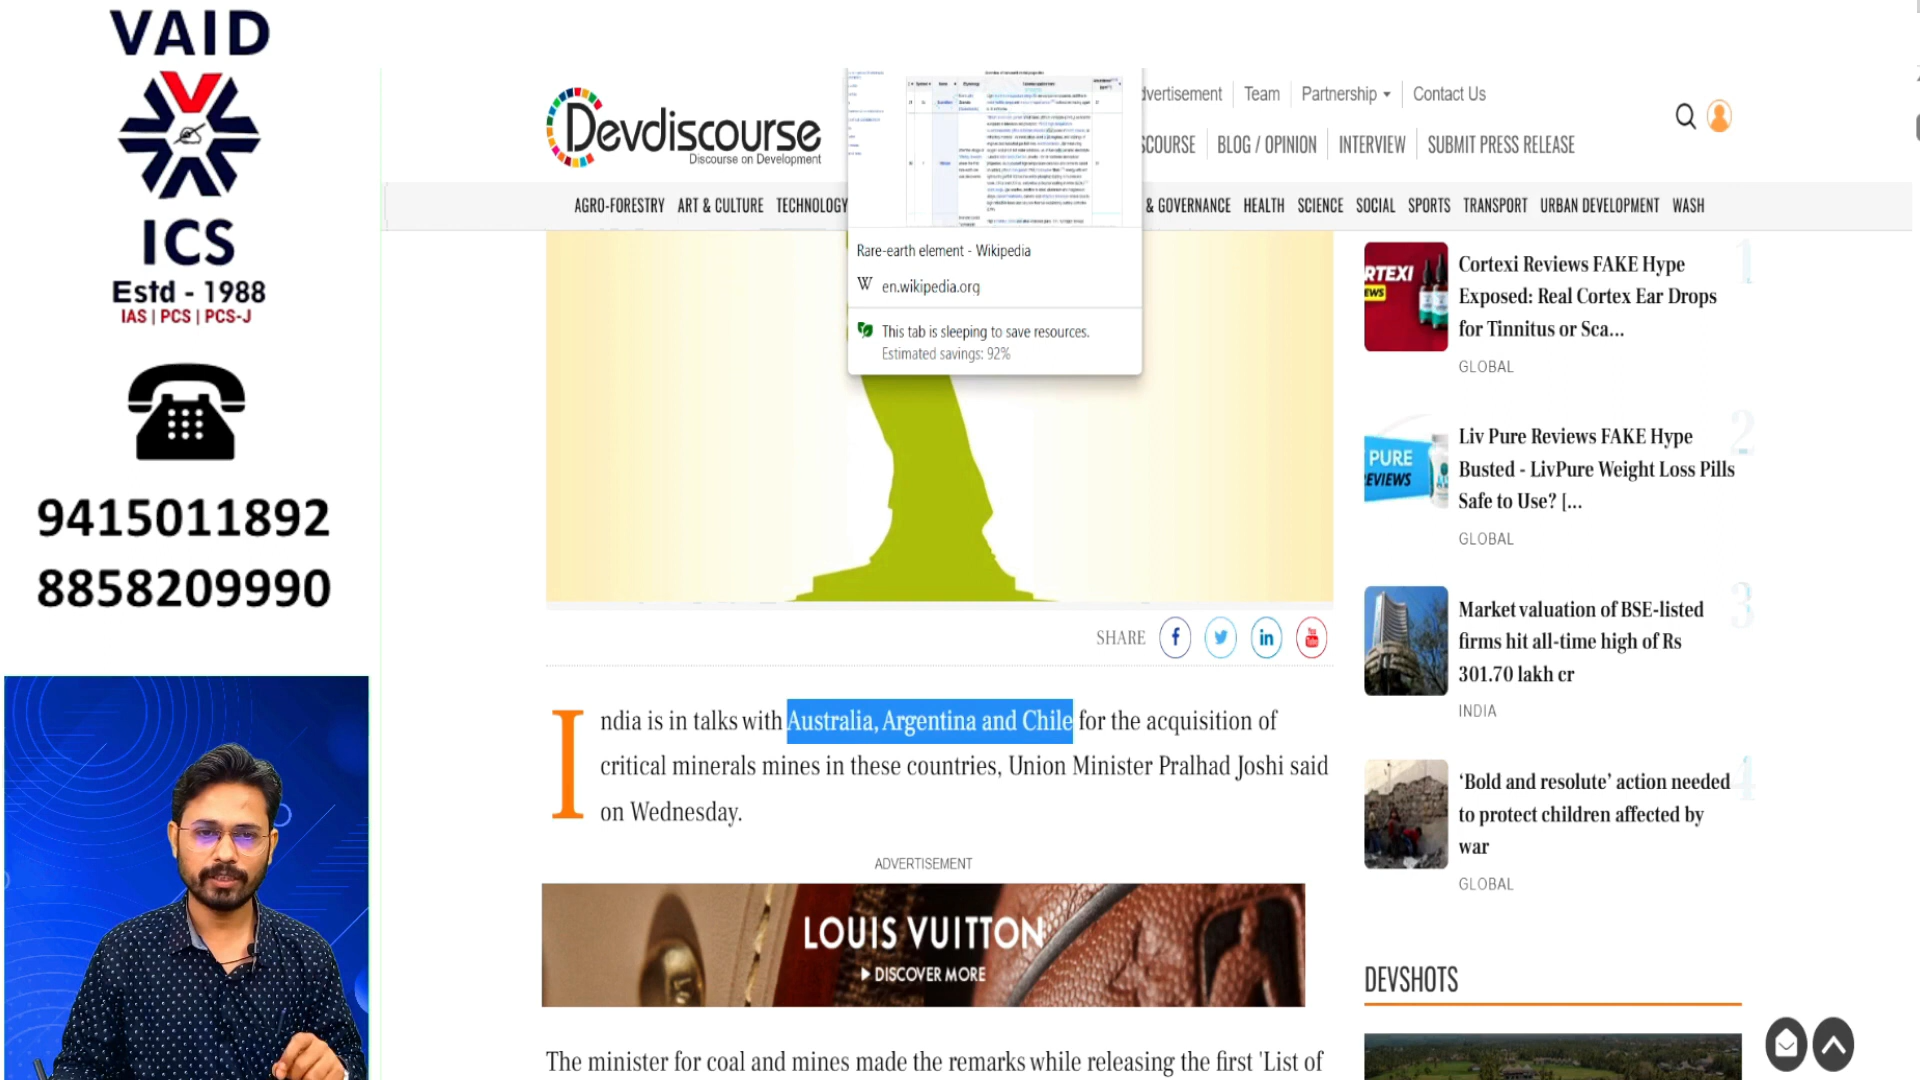 VAID
ICS
Estd - 1988
IAS | PCS | PCS-J
9415011892
8858209990
Devdiscourse
Discourse on Development
Team
Partnership
Contact Us
BLOG / OPINION
INTERVIEW
SUBMIT PRESS RELEASE
AGRO-FORESTRY ART & CULTURE TECHNOLOGY
& GOVERNANCE HEALTH SCIENCE SOCIAL SPORTS TRANSPORT URBAN DEVELOPMENT WASH
Rare-earth element - Wikipedia
W en.wikipedia.org
This tab is sleeping to save resources.
Estimated savings: 92%
SHARE
India is in talks with Australia, Argentina and Chile for the acquisition of
critical minerals mines in these countries, Union Minister Pralhad Joshi said
on Wednesday.
ADVERTISEMENT
LOUIS VUITTON
DISCOVER MORE
The minister for coal and mines made the remarks while releasing the first 'List of
1
Cortexi Reviews FAKE Hype
Exposed: Real Cortex Ear Drops
for Tinnitus or Sca...
GLOBAL
2
Liv Pure Reviews FAKE Hype
Busted - LivPure Weight Loss Pills
Safe to Use? [...
GLOBAL
3
Market valuation of BSE-listed
firms hit all-time high of Rs
301.70 lakh cr
INDIA
4
‘Bold and resolute’ action needed
to protect children affected by
war
GLOBAL
DEVSHOTS